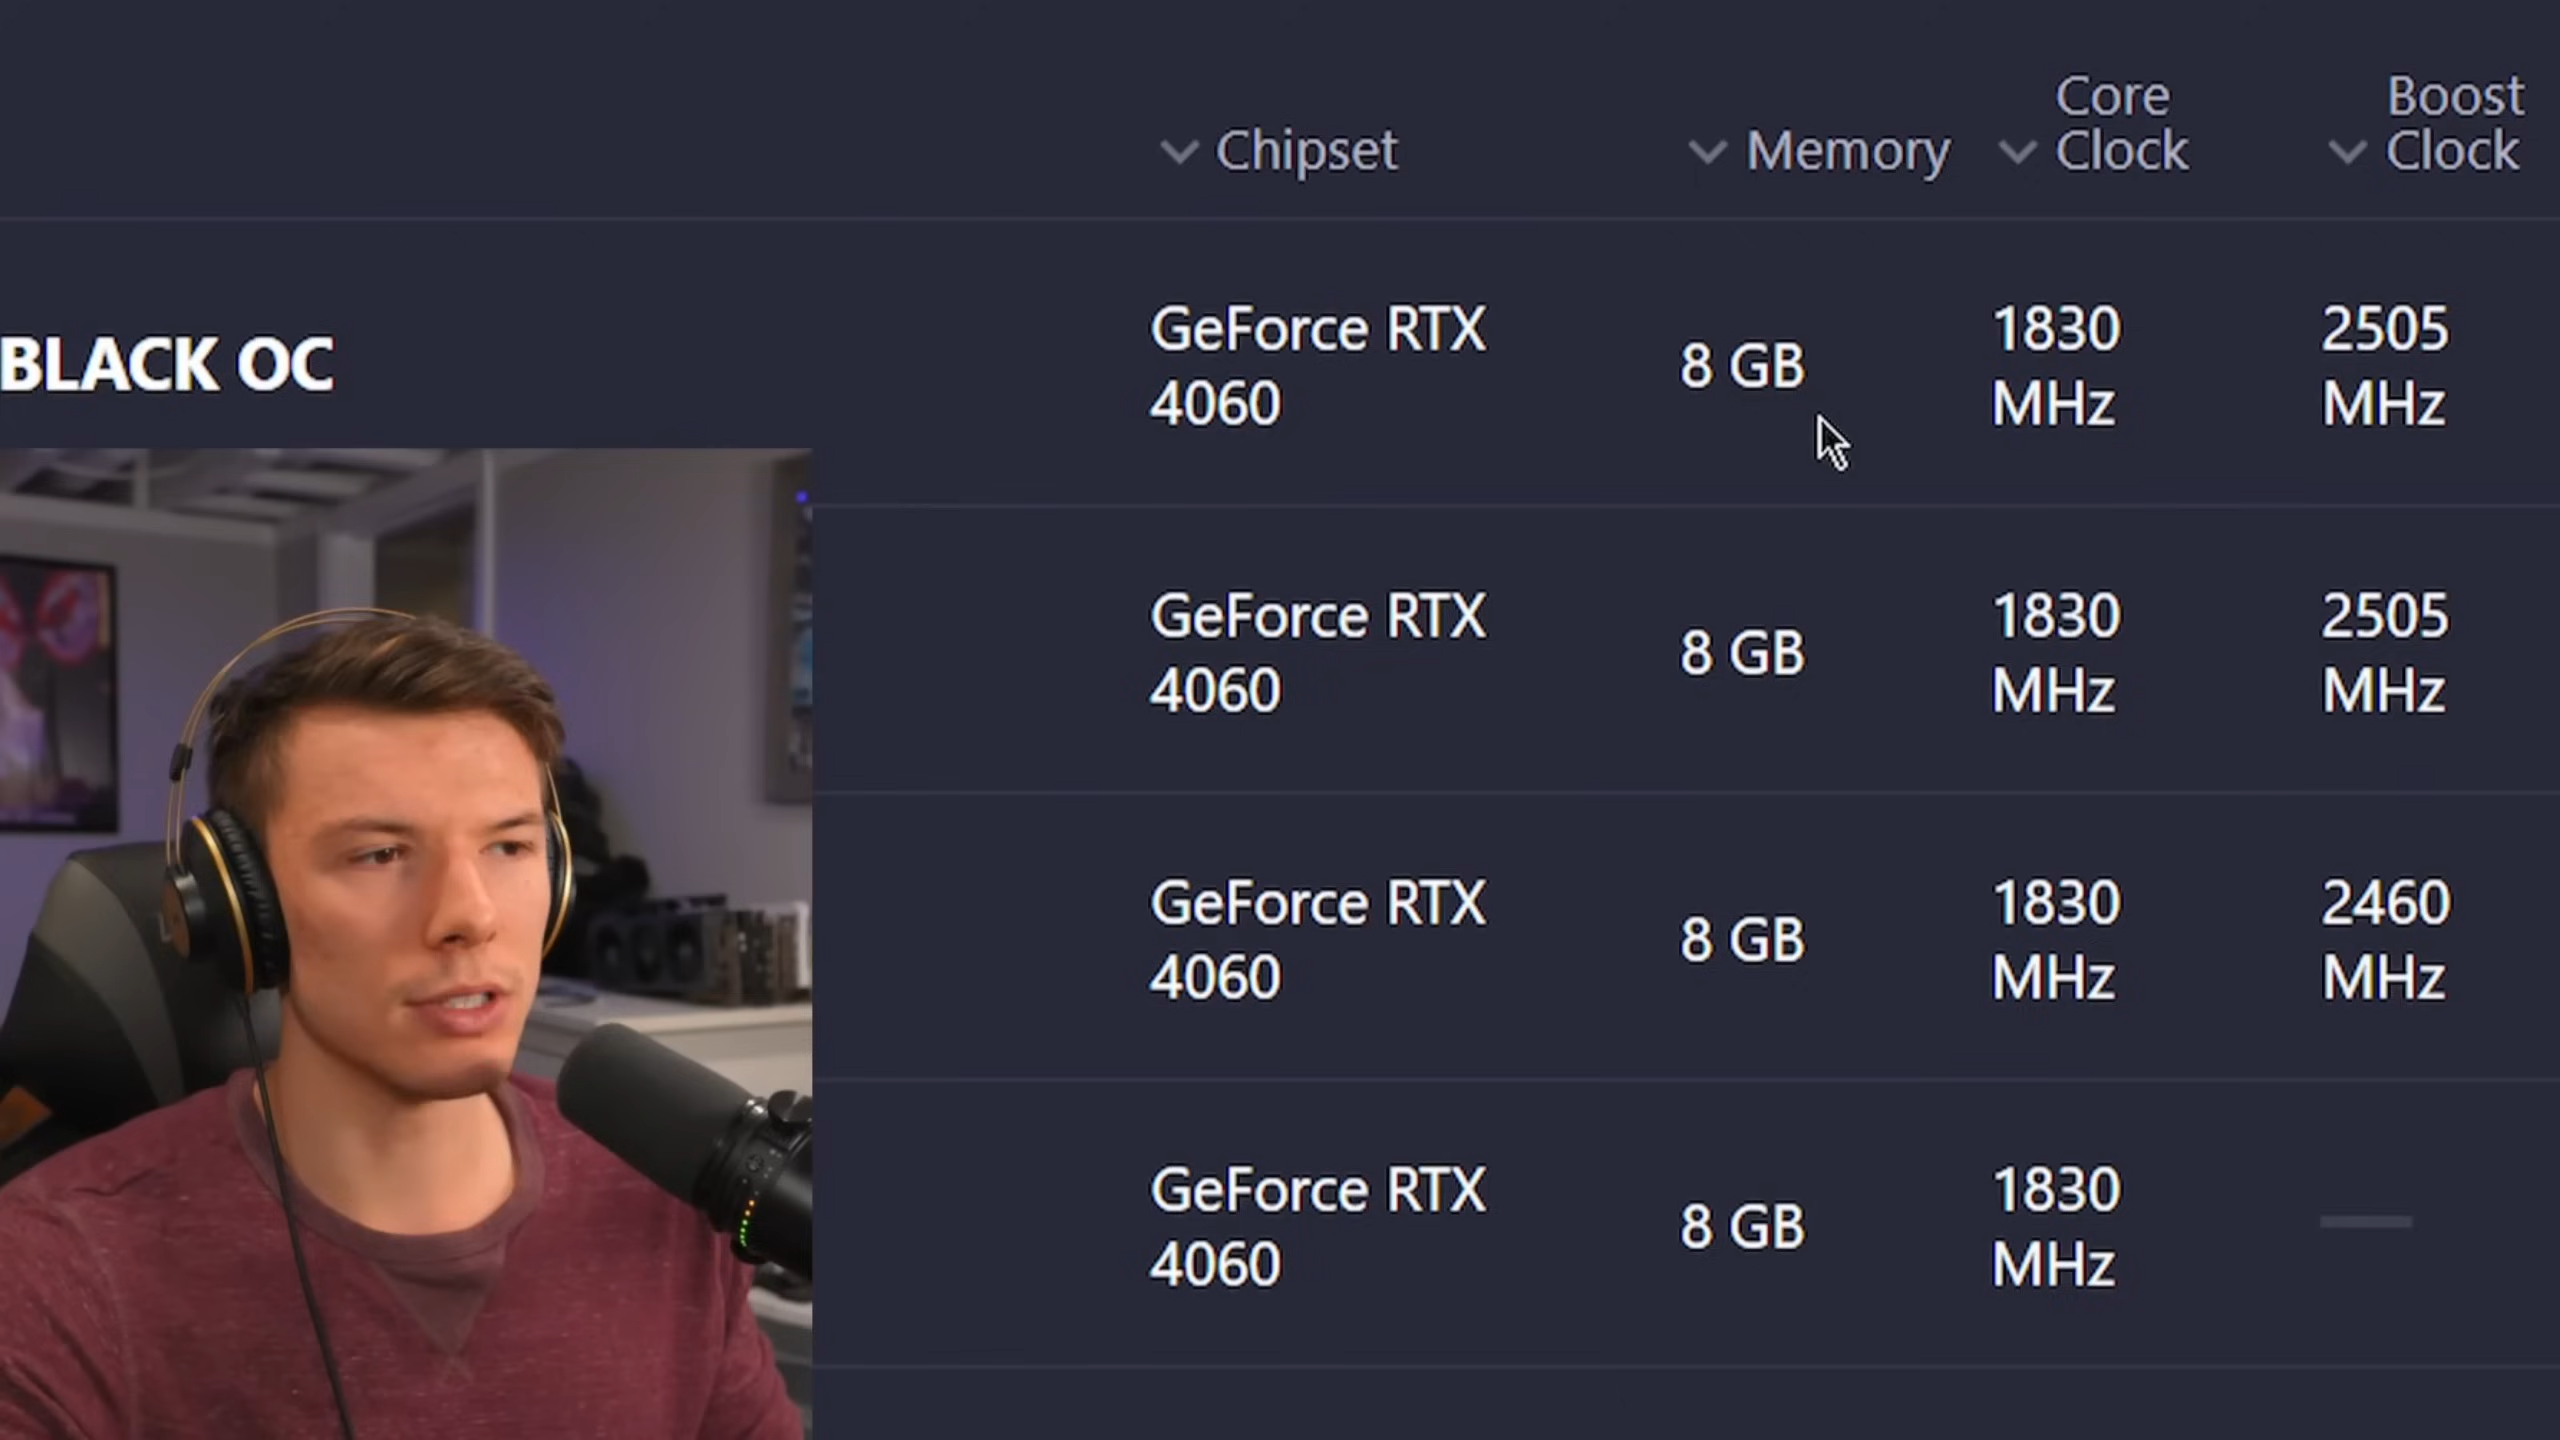 Chipset
Memory
Core
Clock
Boost
Clock
BLACK OC
GeForce RTX
4060
8 GB
1830
MHz
2505
MHz
GeForce RTX
4060
8 GB
1830
MHz
2505
MHz
GeForce RTX
4060
8 GB
1830
MHz
2460
MHz
GeForce RTX
4060
8 GB
1830
MHz